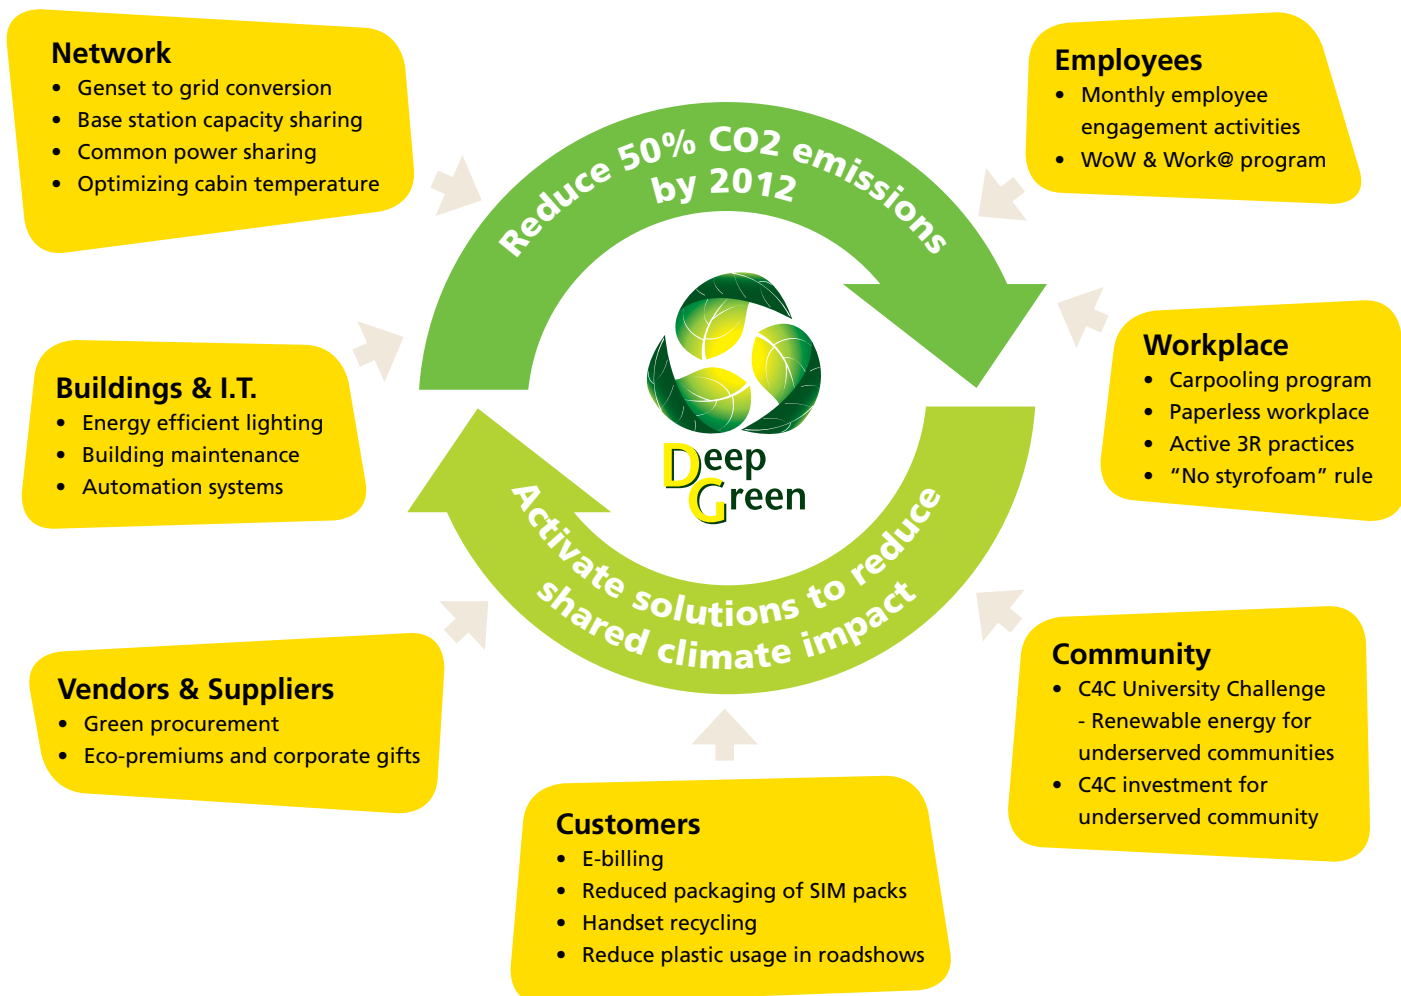 Network
• Genset to grid conversion
• Base station capacity sharing
• Common power sharing
• Optimizing cabin temperature
Employees
• Monthly employee
engagement activities
• WoW & Work@ program
Reduce 50% CO2 emissions
by 2012
Buildings & I.T.
• Energy efficient lighting
• Building maintenance
• Automation systems
Deep
Green
Workplace
• Carpooling program
• Paperless workplace
• Active 3R practices
• “No styrofoam” rule
Activate solutions to reduce
shared climate impact
Vendors & Suppliers
• Green procurement
• Eco-premiums and corporate gifts
Community
• C4C University Challenge
- Renewable energy for
underserved communities
• C4C investment for
underserved community
Customers
• E-billing
• Reduced packaging of SIM packs
• Handset recycling
• Reduce plastic usage in roadshows